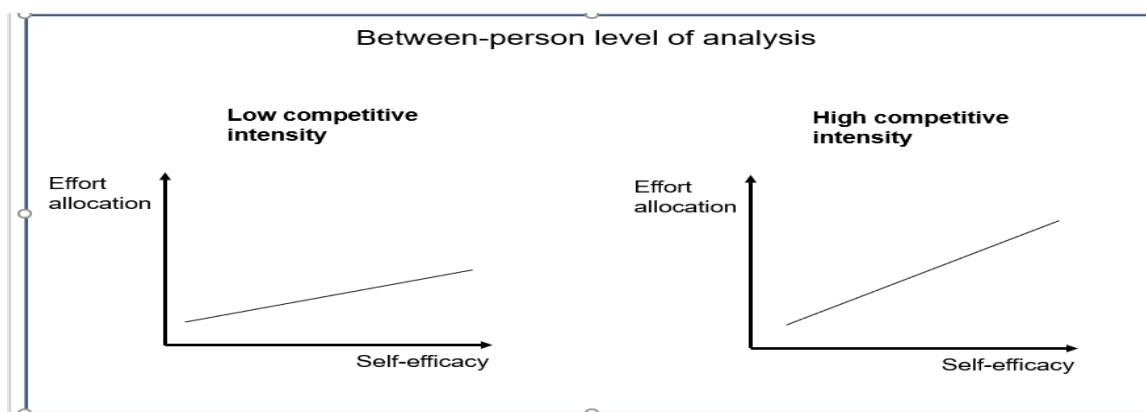 Between-person level of analysis
Low competitive
intensity
Effort
allocation
Self-efficacy
High competitive
intensity
Effort
allocation
Self-efficacy